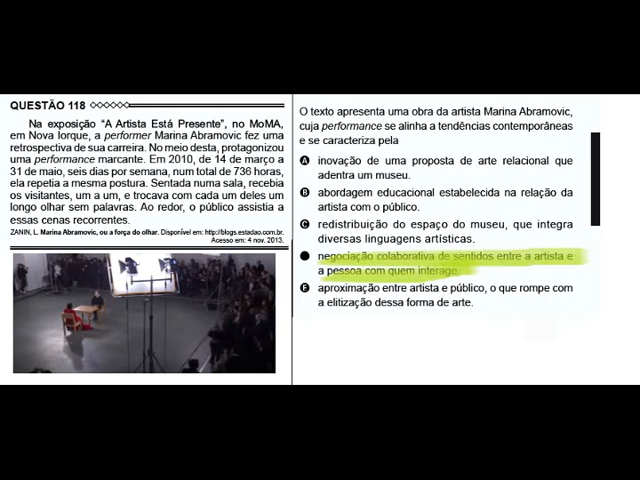 QUESTÃO 118
Na exposição "A Artista Está Presente", no MoMA,
em Nova Iorque, a performer Marina Abramovic fez uma
retrospectiva de sua carreira. No meio desta, protagonizou
uma performance marcante. Em 2010, de 14 de março a
31 de maio, seis dias por semana, num total de 736 horas,
ela repetia a mesma postura. Sentada numa sala, recebia
os visitantes, um a um, e trocava com cada um deles um
longo olhar sem palavras. Ao redor, o público assistia a
essas cenas recorrentes.
ZANIN, L. Marina Abramovic, ou a força do olhar. Disponível em: http://blogs.estadao.com.br.
Acesso em: 4 nov. 2013.
O texto apresenta uma obra da artista Marina Abramovic,
cuja performance se alinha a tendências contemporâneas
e se caracteriza pela
A inovação de uma proposta de arte relacional que
adentra um museu.
B abordagem educacional estabelecida na relação da
artista com o público.
C redistribuição do espaço do museu, que integra
diversas linguagens artísticas.
negociação colaborativa de sentidos entre a artista e
a pessoa com quem interage.
E aproximação entre artista e público, o que rompe com
a elitização dessa forma de arte.